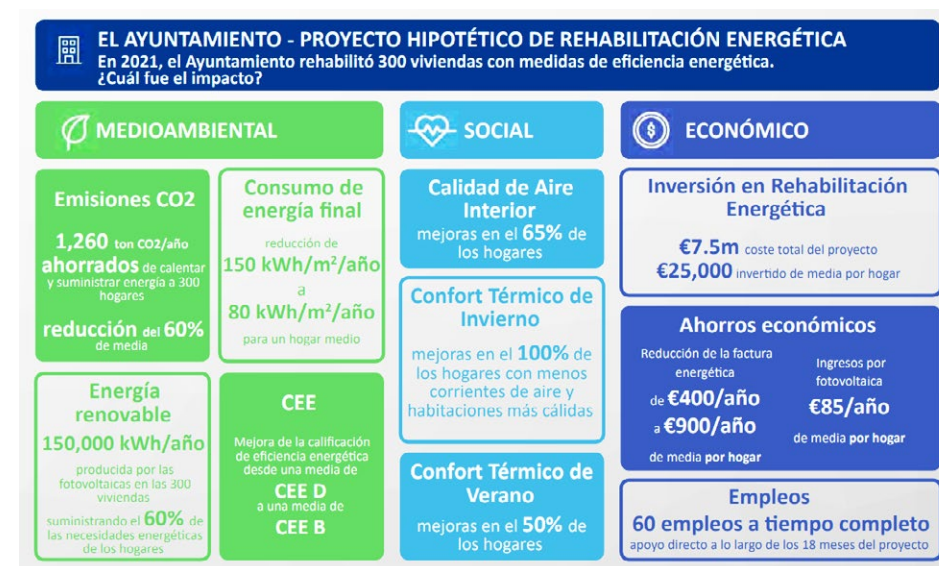 EL AYUNTAMIENTO - PROYECTO HIPOTÉTICO DE REHABILITACIÓN ENERGÉTICA
En 2021, el Ayuntamiento rehabilitó 300 viviendas con medidas de eficiencia energética.
¿Cuál fue el impacto?
MEDIOAMBIENTAL
Emisiones CO2
1,260 ton CO2/año
ahorrados de calentar
y suministrar energía a 300
hogares
reducción del 60%
de media
Consumo de
energía final
reducción de
150 kWh/m²/año
a
80 kWh/m²/año
para un hogar medio
Energía
renovable
150,000 kWh/año
producida por las
fotovoltaicas en las 300
viviendas
suministrando el 60% de
las necesidades energéticas
de los hogares
CEE
Mejora de la calificación
de eficiencia energética
desde una media de
CEE D
a una media de
CEE B
SOCIAL
Calidad de Aire
Interior
mejoras en el 65% de
los hogares
Confort Térmico de
Invierno
mejoras en el 100% de
los hogares con menos
corrientes de aire y
habitaciones más cálidas
Confort Térmico de
Verano
mejoras en el 50% de
los hogares
$ ECONÓMICO
Inversión en Rehabilitación
Energética
€7.5m coste total del proyecto
€25,000 invertido de media por hogar
Ahorros económicos
Reducción de la factura
energética
de €400/año
a €900/año
de media por hogar
Ingresos por
fotovoltaica
€85/año
de media por hogar
Empleos
60 empleos a tiempo completo
apoyo directo a lo largo de los 18 meses del proyecto